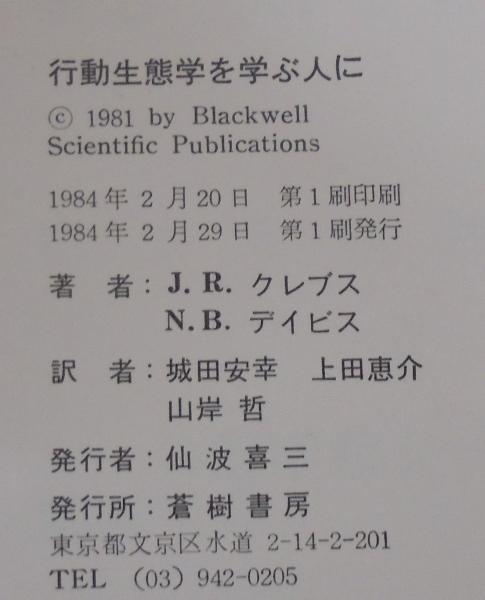 行動生態学を学ぶ人に
© 1981 by Blackwell
Scientific Publications
1984年 2 月20日 第1刷印刷
1984年 2 月29日 第1刷発行
著 者：J. R. クレブス
N. B. デイビス
訳 者：城田安幸 上田恵介
山岸 哲
発行者：仙 波 喜 三
発行所：蒼 樹 書 房
東京都文京区水道 2-14-2-201
TEL (03) 942-0205